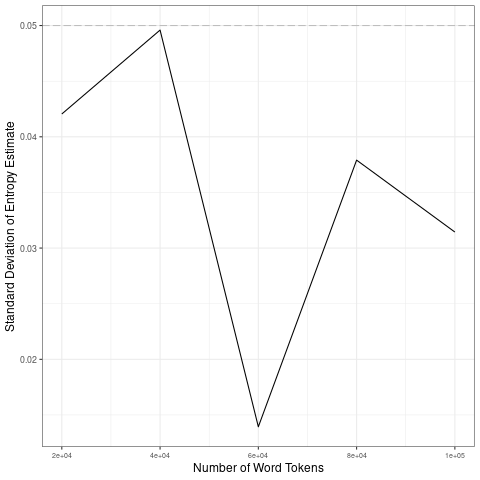 Standard Deviation of Entropy Estimate
0.05
0.04
0.03
0.02
2e+04 4e+04 6e+04 8e+04 1e+05
Number of Word Tokens